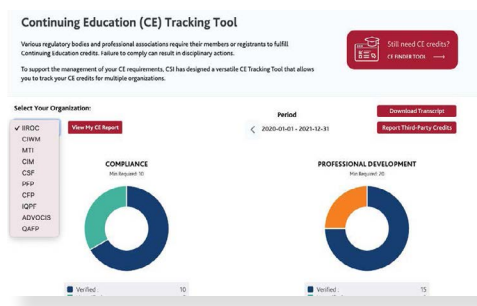 Continuing Education (CE) Tracking Tool
Various regulatory bodies and professional associations require their members or registrants to fulfill
Continuing Education credits. Failure to comply can result in disciplinary actions.
To support the management of your CE requirements, CSI has designed a versatile CE Tracking Tool that allows
you to track your CE credits for multiple organizations.
Still need CE credits?
CE FINDER TOOL →
Select Your Organization:
✓ IIROC
CIWM
MTI
CIM
CSF
PFP
CFP
IQPF
ADVOCIS
QAFP
View My CE Report
Period
2020-01-01 - 2021-12-31
Download Transcript
Report Third-Party Credits
COMPLIANCE
Min Required: 10
Verified : 10
PROFESSIONAL DEVELOPMENT
Min Required: 20
Verified : 15